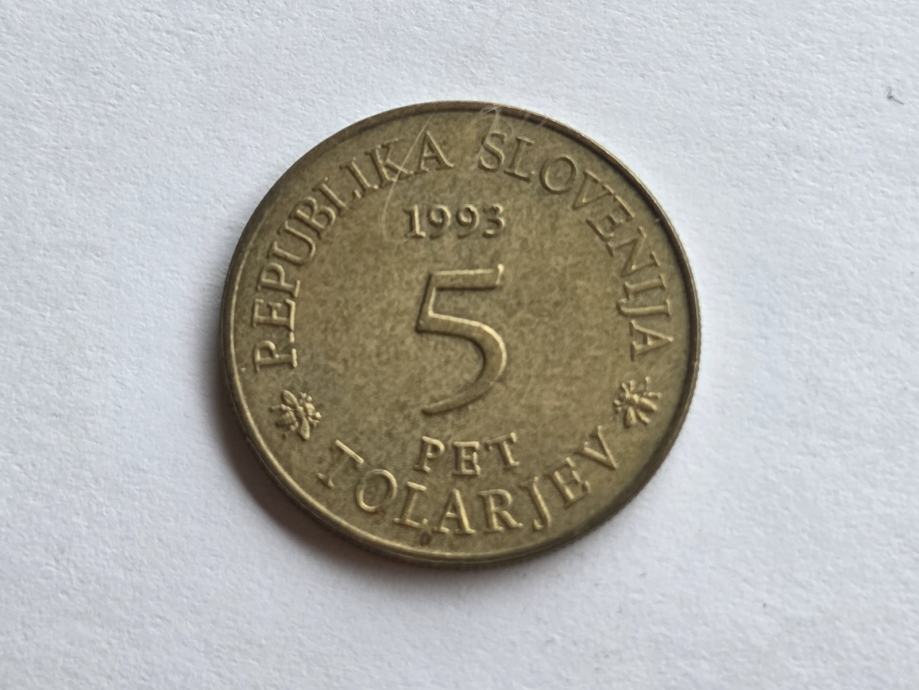 REPUBLIKA SLOVENIJA
1993
5
PET
TOLARJEV